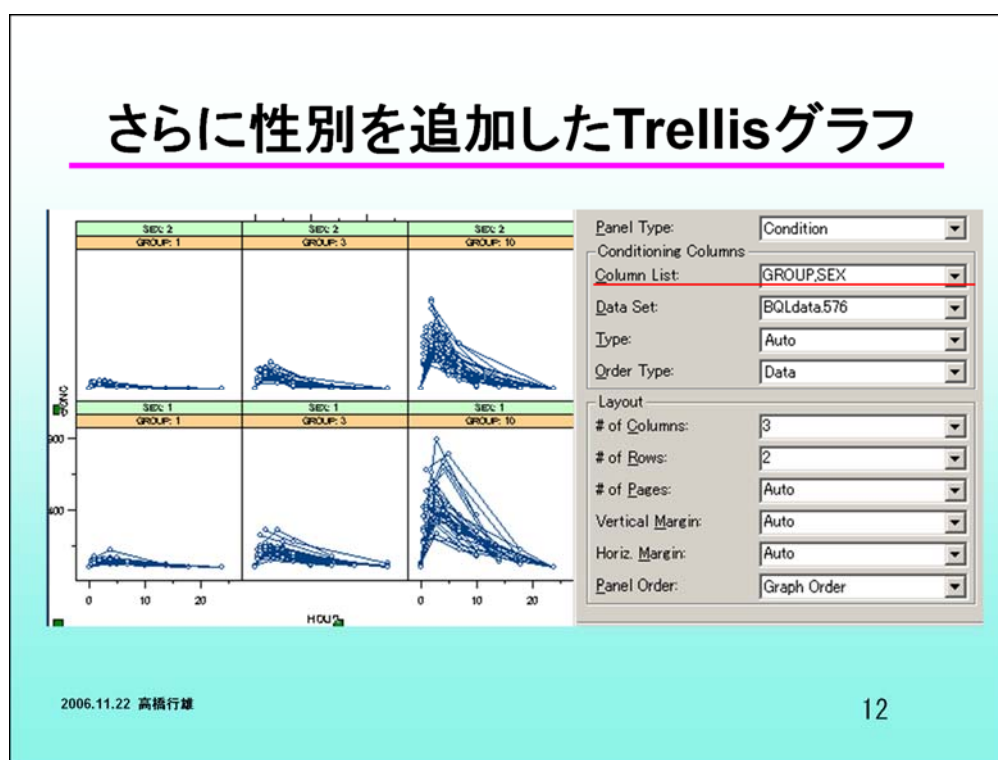 さらに性別を追加したTrellisグラフ
SEX: 2 SEX: 2 SEX: 2
GROUP: 1 GROUP: 3 GROUP: 10
SEX: 1 SEX: 1 SEX: 1
GROUP: 1 GROUP: 3 GROUP: 10
0 10 20 0 10 20
Panel Type: Condition
Conditioning Columns
Column List: GROUP,SEX
Data Set: BQLdata.576
Type: Auto
Order Type: Data
Layout
# of Columns: 3
# of Rows: 2
# of Pages: Auto
Vertical Margin: Auto
Horiz. Margin: Auto
Panel Order: Graph Order
2006.11.22 高橋行雄
12